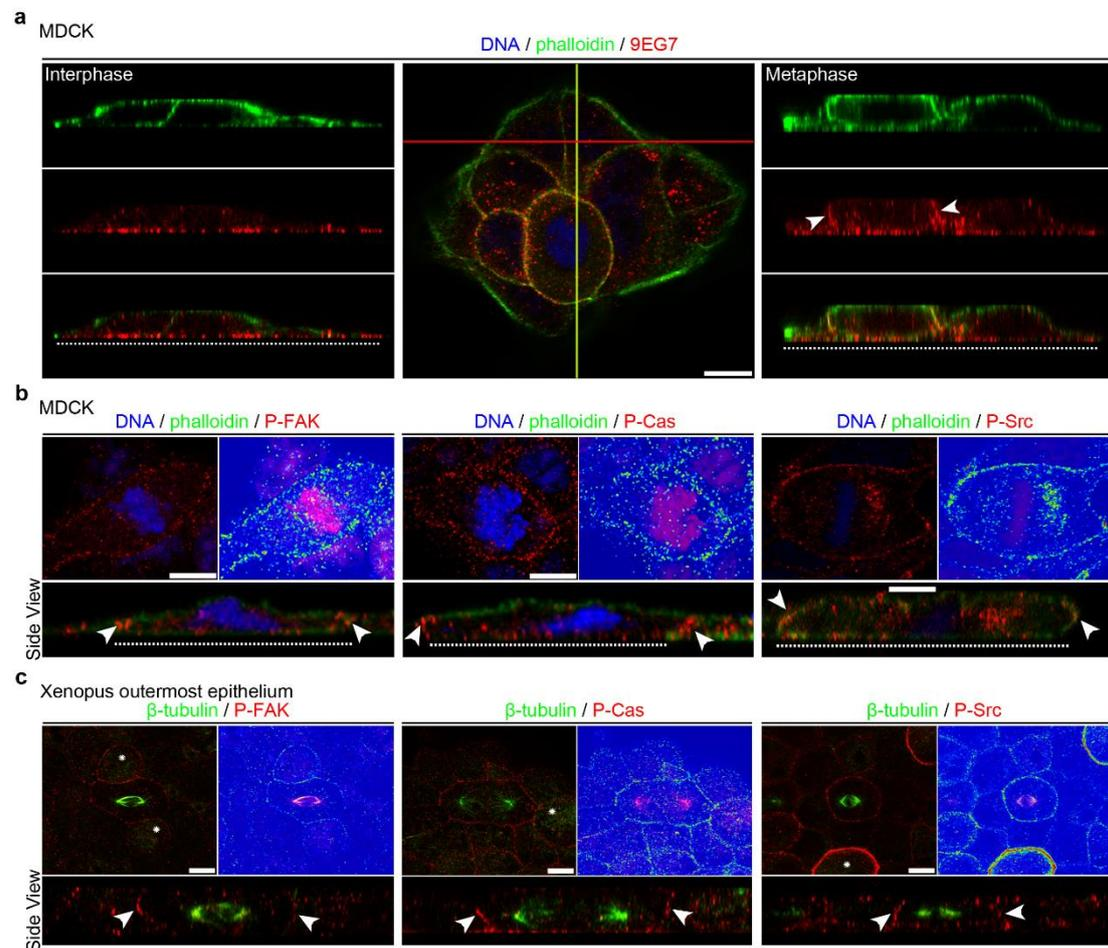 a
MDCK
DNA / phalloidin / 9EG7
Interphase
Metaphase
b
MDCK
DNA / phalloidin / P-FAK
DNA / phalloidin / P-Cas
DNA / phalloidin / P-Src
Side View
c
Xenopus outermost epithelium
β-tubulin / P-FAK
β-tubulin / P-Cas
β-tubulin / P-Src
Side View